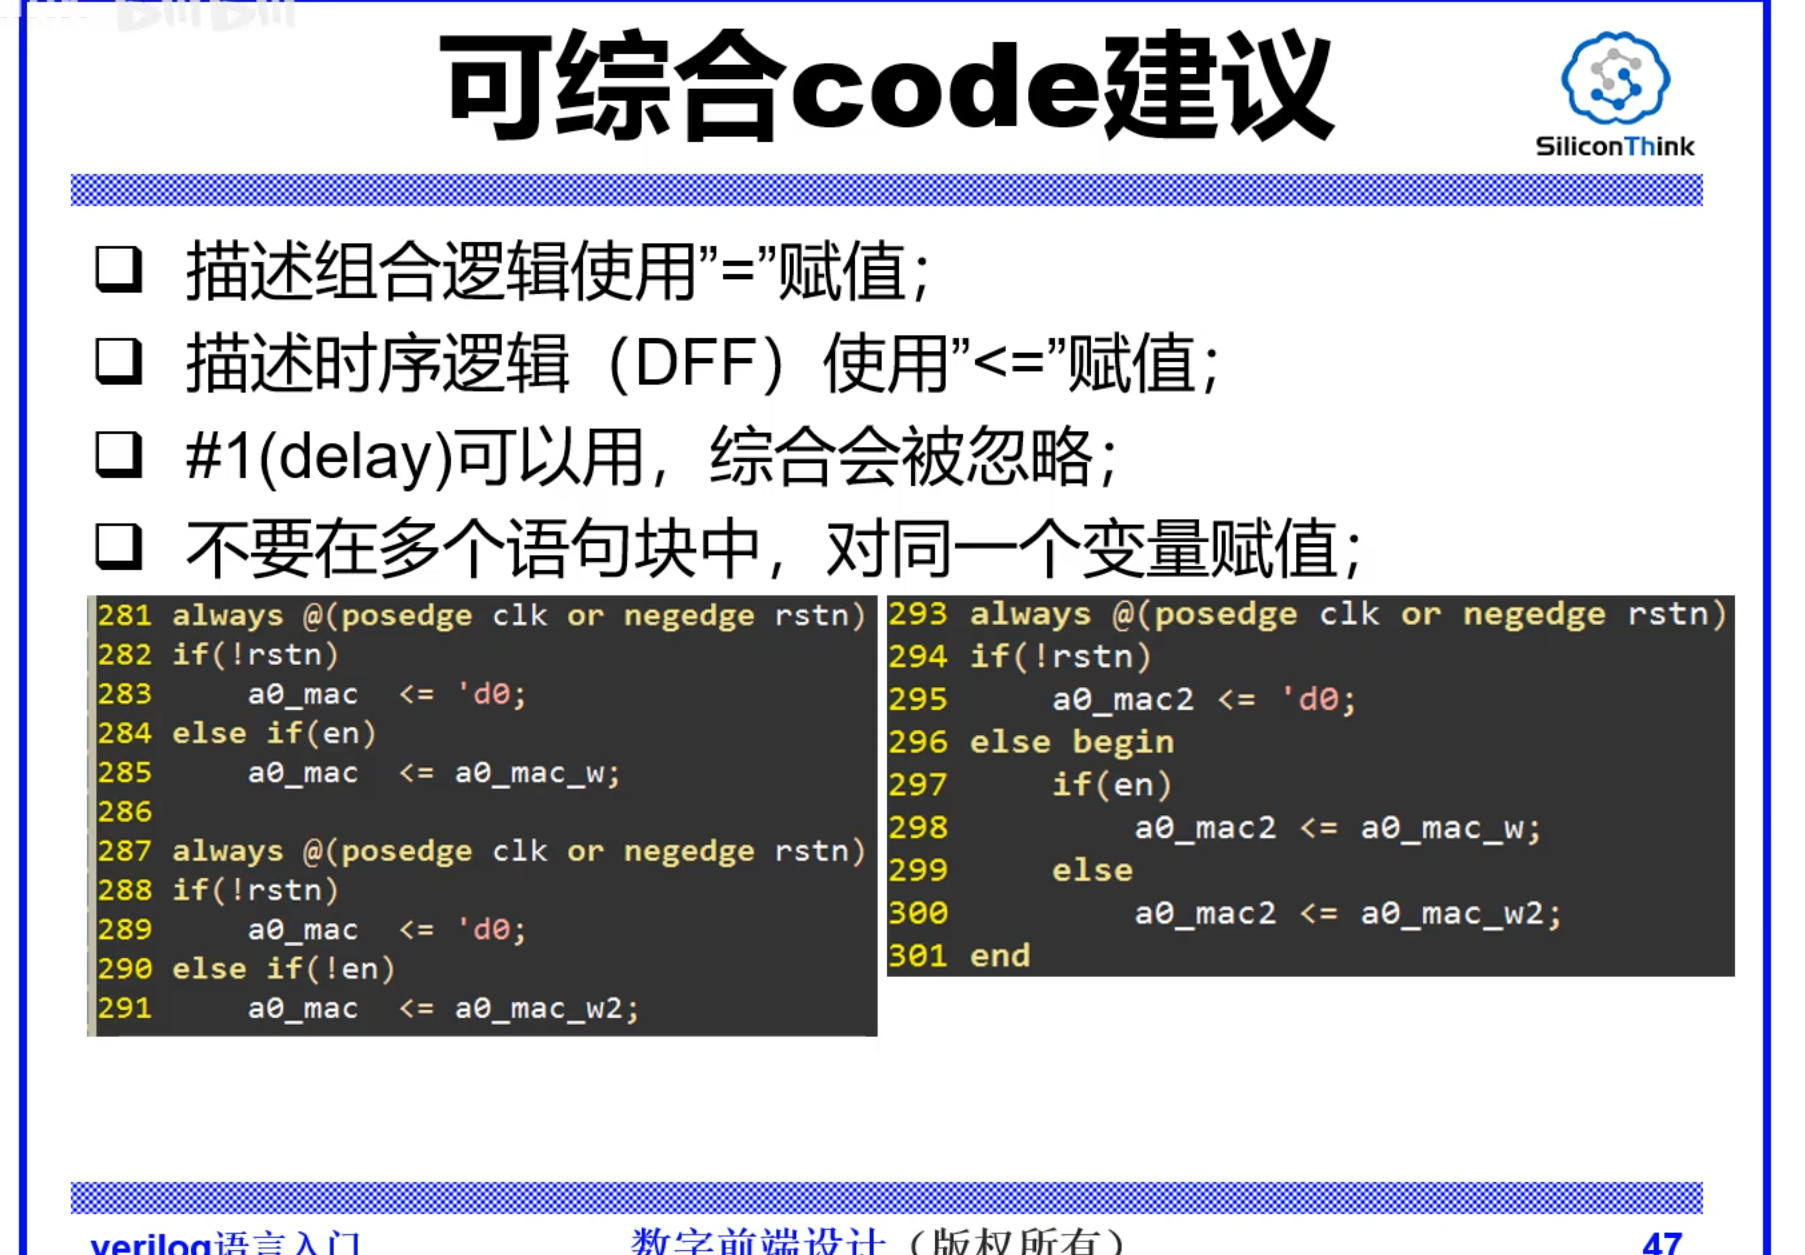 可综合code建议
SiliconThink
描述组合逻辑使用”=”赋值；
描述时序逻辑（DFF）使用”<=”赋值；
#1(delay)可以用，综合会被忽略；
不要在多个语句块中，对同一个变量赋值；
281 always @(posedge clk or negedge rstn)
282 if(!rstn)
283     a0_mac  <= 'd0;
284 else if(en)
285     a0_mac  <= a0_mac_w;
286
287 always @(posedge clk or negedge rstn)
288 if(!rstn)
289     a0_mac  <= 'd0;
290 else if(!en)
291     a0_mac  <= a0_mac_w2;
293 always @(posedge clk or negedge rstn)
294 if(!rstn)
295     a0_mac2 <= 'd0;
296 else begin
297     if(en)
298         a0_mac2 <= a0_mac_w;
299     else
300         a0_mac2 <= a0_mac_w2;
301 end
verilog语言入门
数字前端设计（版权所有）
47